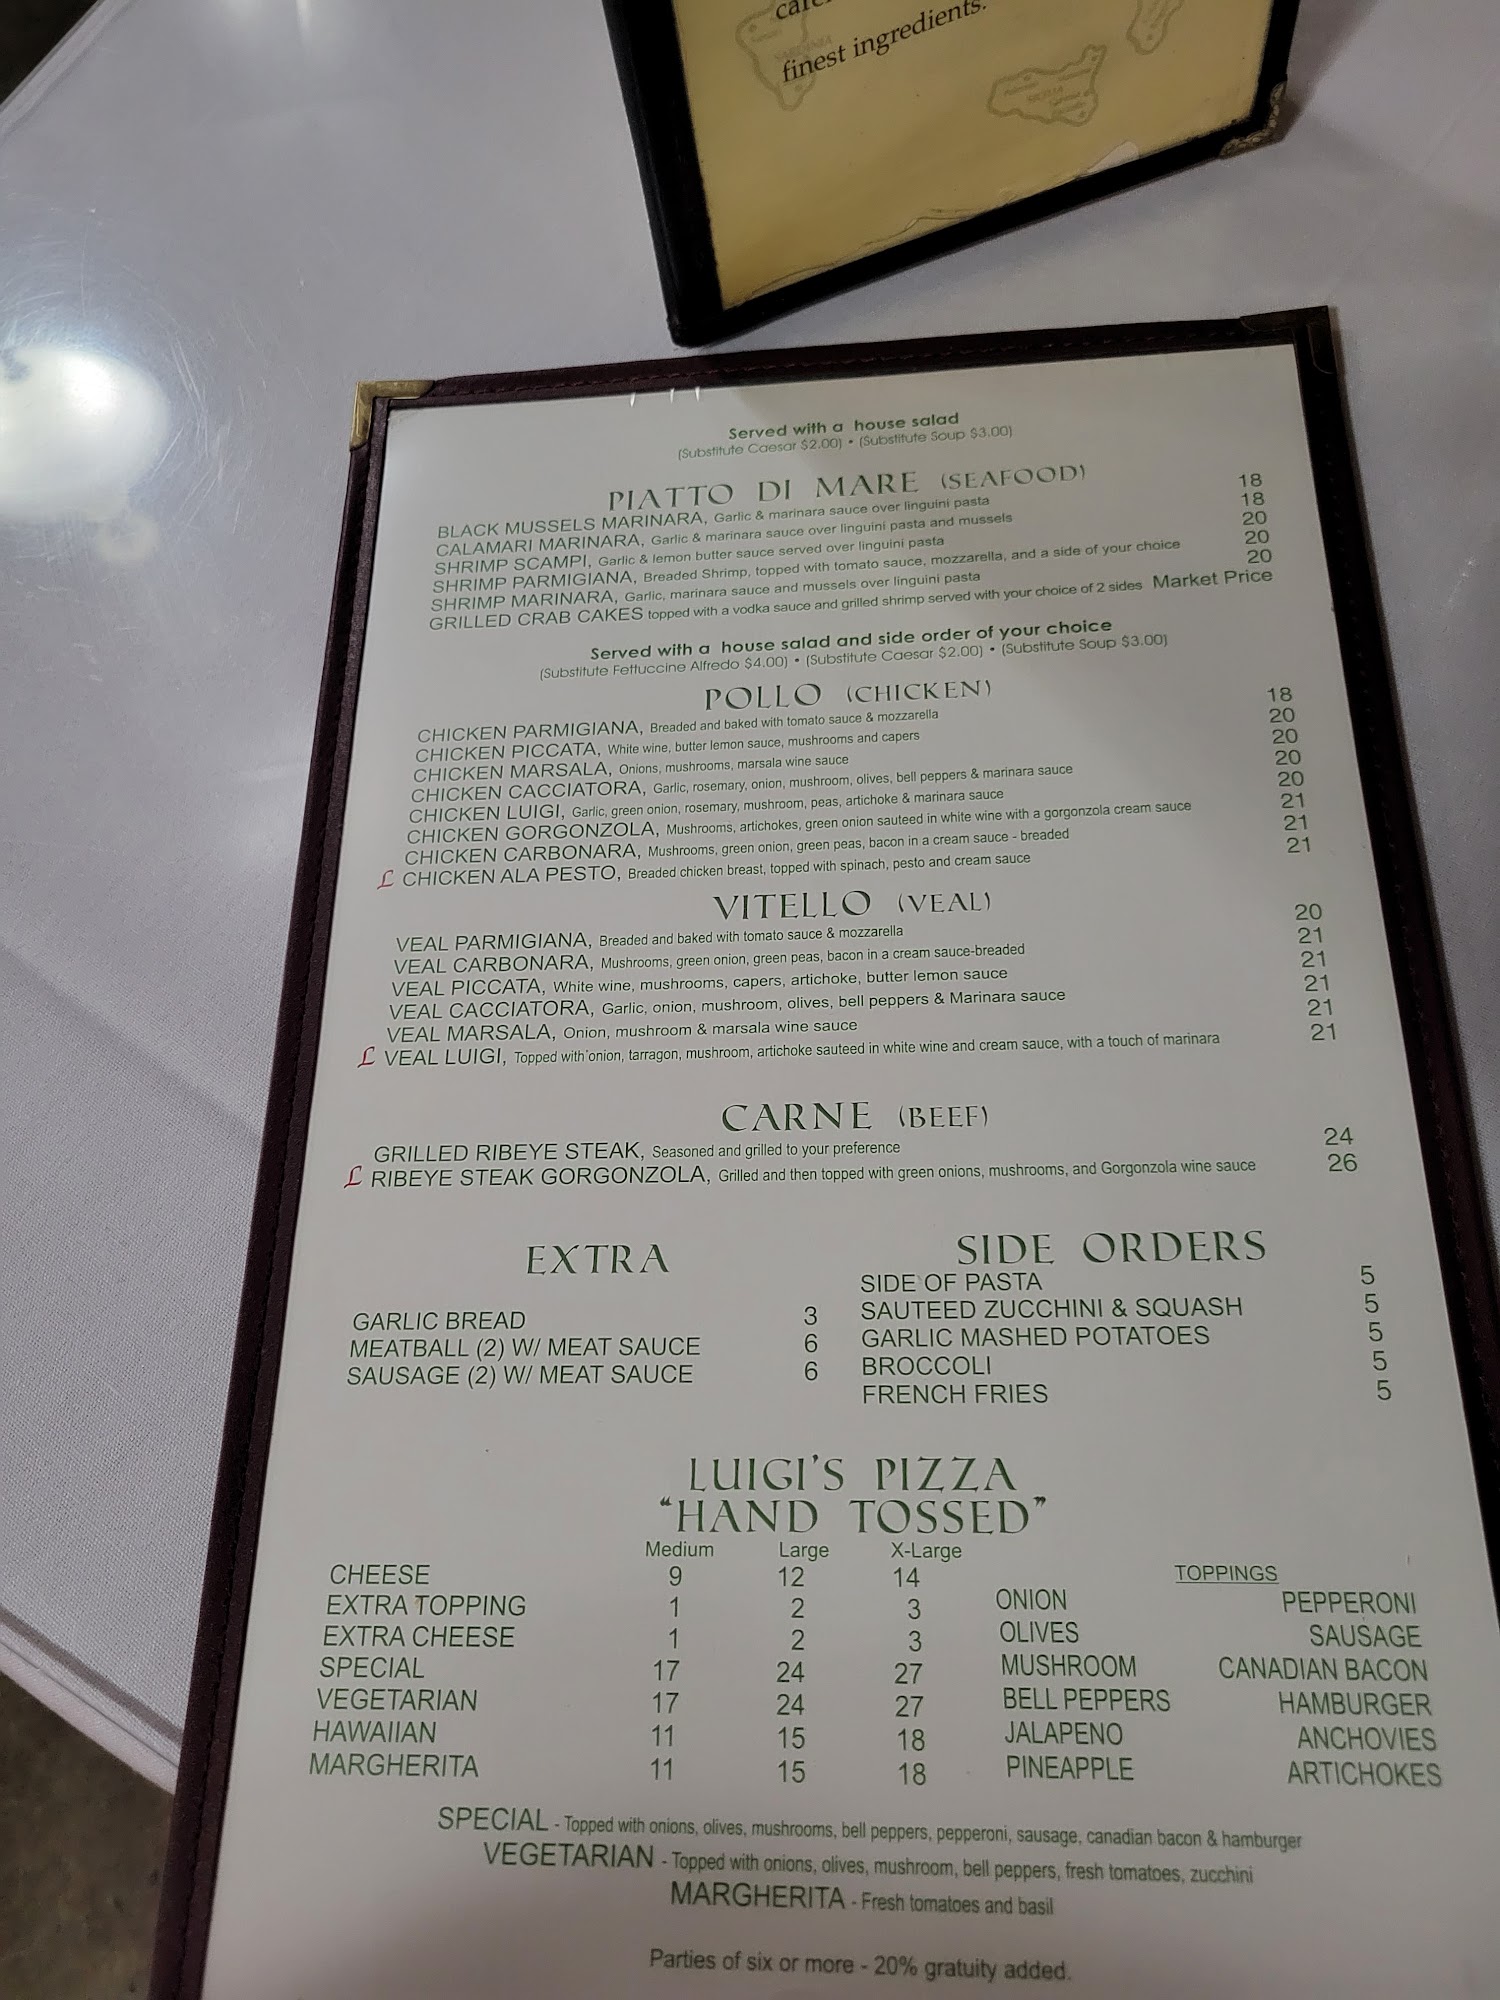 finest ingredients.
Served with a house salad
(Substitute Caesar $2.00) • (Substitute Soup $3.00)
PIATTO DI MARE (SEAFOOD)
BLACK MUSSELS MARINARA, Garlic & marinara sauce over linguini pasta 18
CALAMARI MARINARA, Garlic & marinara sauce over linguini pasta and mussels 18
SHRIMP SCAMPI, Garlic & lemon butter sauce served over linguini pasta 20
SHRIMP PARMIGIANA, Breaded Shrimp, topped with tomato sauce, mozzarella, and a side of your choice 20
SHRIMP MARINARA, Garlic, marinara sauce and mussels over linguini pasta 20
GRILLED CRAB CAKES topped with a vodka sauce and grilled shrimp served with your choice of 2 sides Market Price
Served with a house salad and side order of your choice
(Substitute Fettuccine Alfredo $4.00) • (Substitute Caesar $2.00) • (Substitute Soup $3.00)
POLLO (CHICKEN)
CHICKEN PARMIGIANA, Breaded and baked with tomato sauce & mozzarella 18
CHICKEN PICCATA, White wine, butter lemon sauce, mushrooms and capers 20
CHICKEN MARSALA, Onions, mushrooms, marsala wine sauce 20
CHICKEN CACCIATORA, Garlic, rosemary, onion, mushroom, olives, bell peppers & marinara sauce 20
CHICKEN LUIGI, Garlic, green onion, rosemary, mushroom, peas, artichoke & marinara sauce 20
CHICKEN GORGONZOLA, Mushrooms, artichokes, green onion sauteed in white wine with a gorgonzola cream sauce 21
CHICKEN CARBONARA, Mushrooms, green onion, green peas, bacon in a cream sauce - breaded 21
L CHICKEN ALA PESTO, Breaded chicken breast, topped with spinach, pesto and cream sauce 21
VITELLO (VEAL)
VEAL PARMIGIANA, Breaded and baked with tomato sauce & mozzarella 20
VEAL CARBONARA, Mushrooms, green onion, green peas, bacon in a cream sauce-breaded 21
VEAL PICCATA, White wine, mushrooms, capers, artichoke, butter lemon sauce 21
VEAL CACCIATORA, Garlic, onion, mushroom, olives, bell peppers & Marinara sauce 21
VEAL MARSALA, Onion, mushroom & marsala wine sauce 21
L VEAL LUIGI, Topped with onion, tarragon, mushroom, artichoke sauteed in white wine and cream sauce, with a touch of marinara 21
CARNE (BEEF)
GRILLED RIBEYE STEAK, Seasoned and grilled to your preference 24
L RIBEYE STEAK GORGONZOLA, Grilled and then topped with green onions, mushrooms, and Gorgonzola wine sauce 26
EXTRA
GARLIC BREAD 3
MEATBALL (2) W/ MEAT SAUCE 6
SAUSAGE (2) W/ MEAT SAUCE 6
SIDE ORDERS
SIDE OF PASTA 5
SAUTEED ZUCCHINI & SQUASH 5
GARLIC MASHED POTATOES 5
BROCCOLI 5
FRENCH FRIES 5
LUIGI'S PIZZA
"HAND TOSSED"
Medium Large X-Large
CHEESE 9 12 14
EXTRA TOPPING 1 2 3
EXTRA CHEESE 1 2 3
SPECIAL 17 24 27
VEGETARIAN 17 24 27
HAWAIIAN 11 15 18
MARGHERITA 11 15 18
TOPPINGS
ONION PEPPERONI
OLIVES SAUSAGE
MUSHROOM CANADIAN BACON
BELL PEPPERS HAMBURGER
JALAPENO ANCHOVIES
PINEAPPLE ARTICHOKES
SPECIAL - Topped with onions, olives, mushrooms, bell peppers, pepperoni, sausage, canadian bacon & hamburger
VEGETARIAN - Topped with onions, olives, mushroom, bell peppers, fresh tomatoes, zucchini
MARGHERITA - Fresh tomatoes and basil
Parties of six or more - 20% gratuity added.